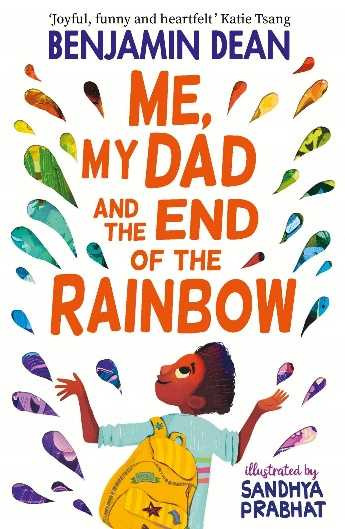 ‘Joyful, funny and heartfelt’ Katie Tsang
BENJAMIN DEAN
ME,
MY DAD
AND THE END
OF THE
RAINBOW
illustrated by
SANDHYA
PRABHAT